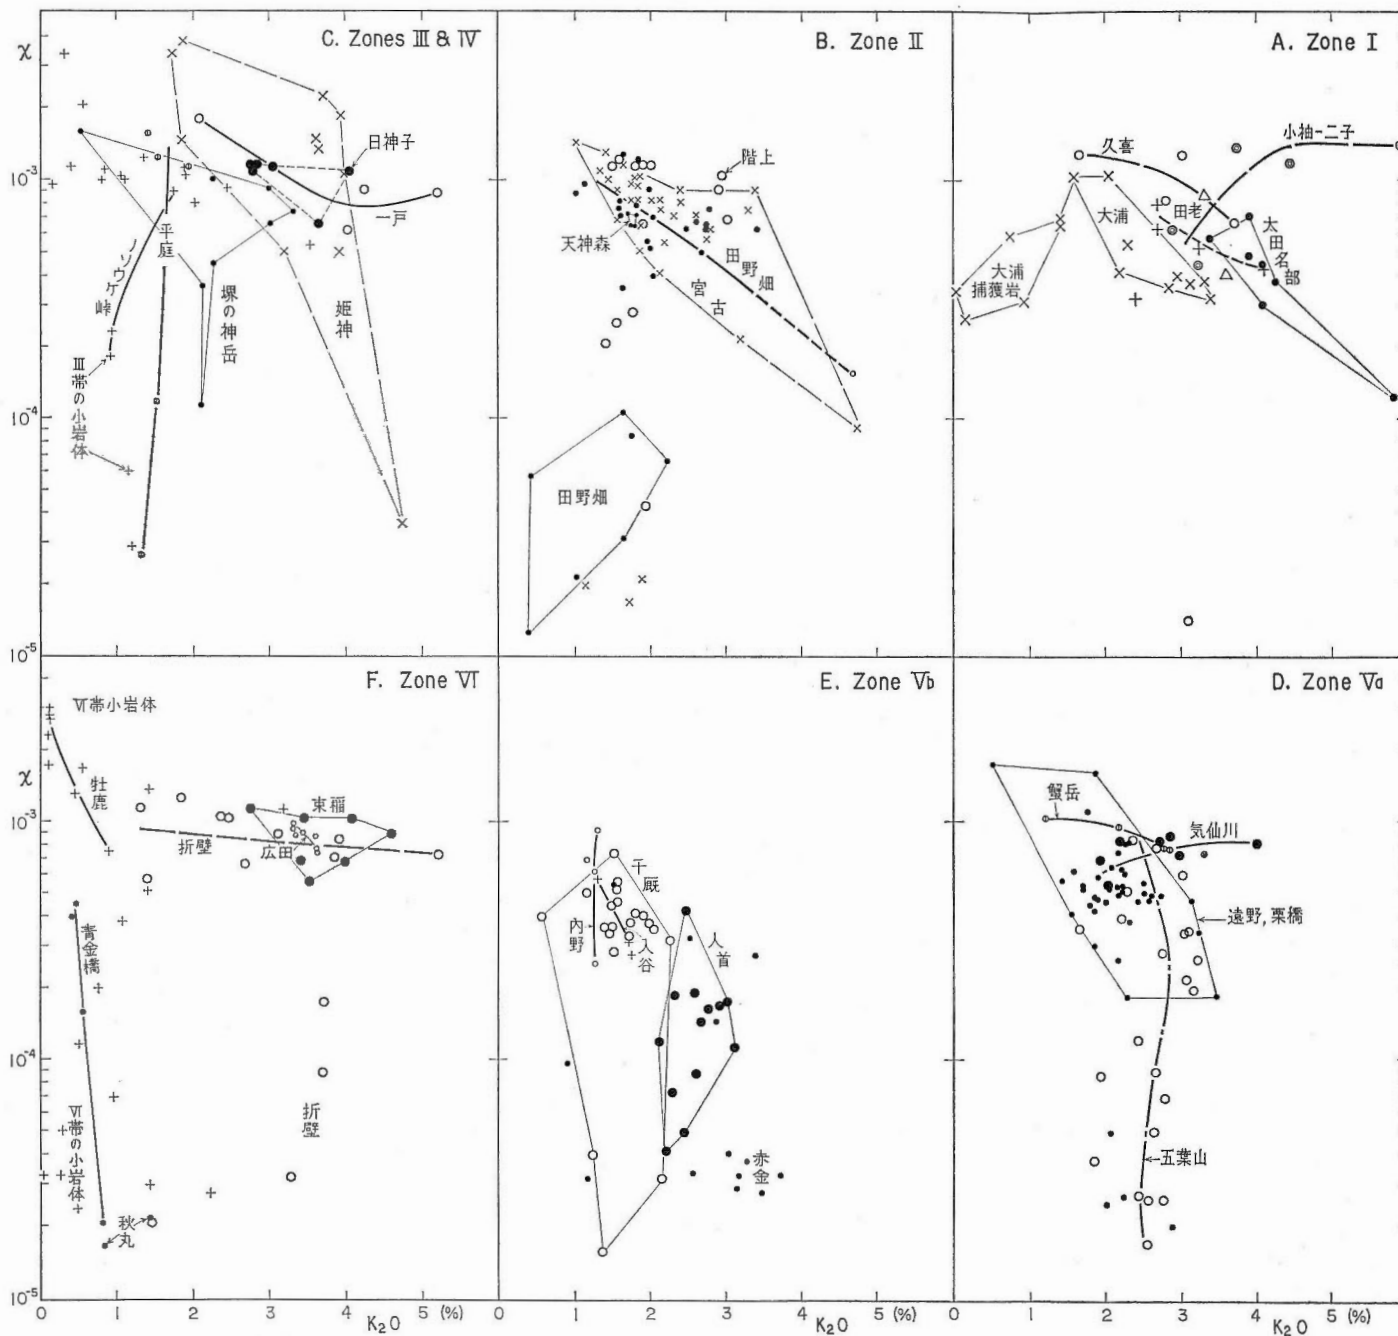 C. Zones III & IV
χ
10⁻³
10⁻⁴
10⁻⁵
日神子
一戸
平庭
ケウソノ峠
堺の神岳
姫神
III帯の小岩体
B. Zone II
階上
天神森
田野畑
宮古
田野畑
A. Zone I
小袖-二子
久喜
大浦
田老
太田名部
大浦捕獲岩
F. Zone VI
χ
10⁻³
10⁻⁴
10⁻⁵
VI帯小岩体
牡鹿
東稲
折壁
広田
青金橋
折壁
VI帯の小岩体
秋丸
0 1 2 3 4 5 (%)
K₂O
E. Zone Vb
千厩
内野
入谷
人首
赤金
0 1 2 3 4 5 (%)
K₂O
D. Zone Va
蟹岳
気仙川
遠野,栗橋
五葉山
0 1 2 3 4 5 (%)
K₂O